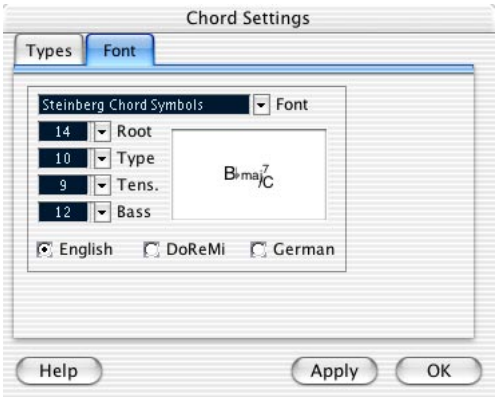 Chord Settings
Types Font
Steinberg Chord Symbols Font
14 Root
10 Type
9 Tens.
12 Bass
B♭maj7/C
English DoReMi German
Help Apply OK